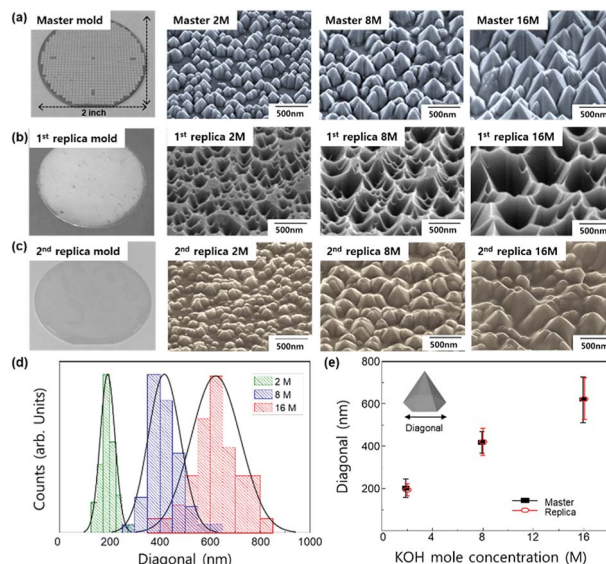 (a)
Master mold
2 inch
Master 2M
500nm
Master 8M
500nm
Master 16M
500nm
(b)
1st replica mold
1st replica 2M
500nm
1st replica 8M
500nm
1st replica 16M
500nm
(c)
2nd replica mold
2nd replica 2M
500nm
2nd replica 8M
500nm
2nd replica 16M
500nm
(d)
Counts (arb. Units)
2 M
8 M
16 M
0 200 400 600 800 1000
Diagonal (nm)
(e)
Diagonal (nm)
800
600
400
200
Diagonal
Master
Replica
4 8 12 16
KOH mole concentration (M)